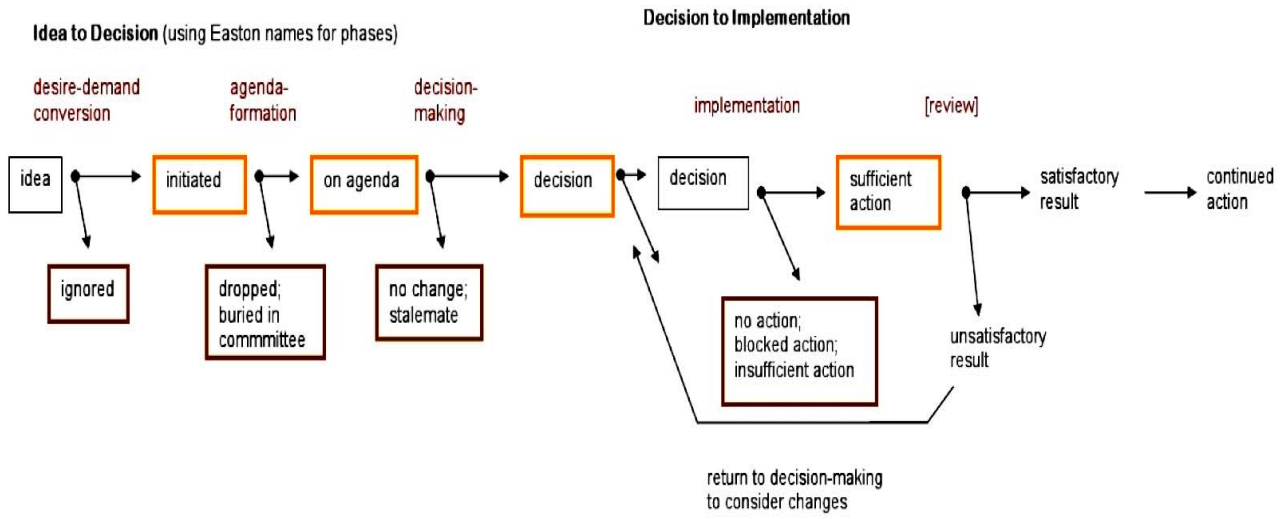 Decision to Implementation
Idea to Decision (using Easton names for phases)
desire-demand
conversion
agenda-
formation
decision-
making
implementation
[review]
idea
initiated
on agenda
decision
decision
sufficient
action
satisfactory
result
continued
action
ignored
dropped;
buried in
commmittee
no change;
stalemate
no action;
blocked action;
insufficient action
unsatisfactory
result
return to decision-making
to consider changes